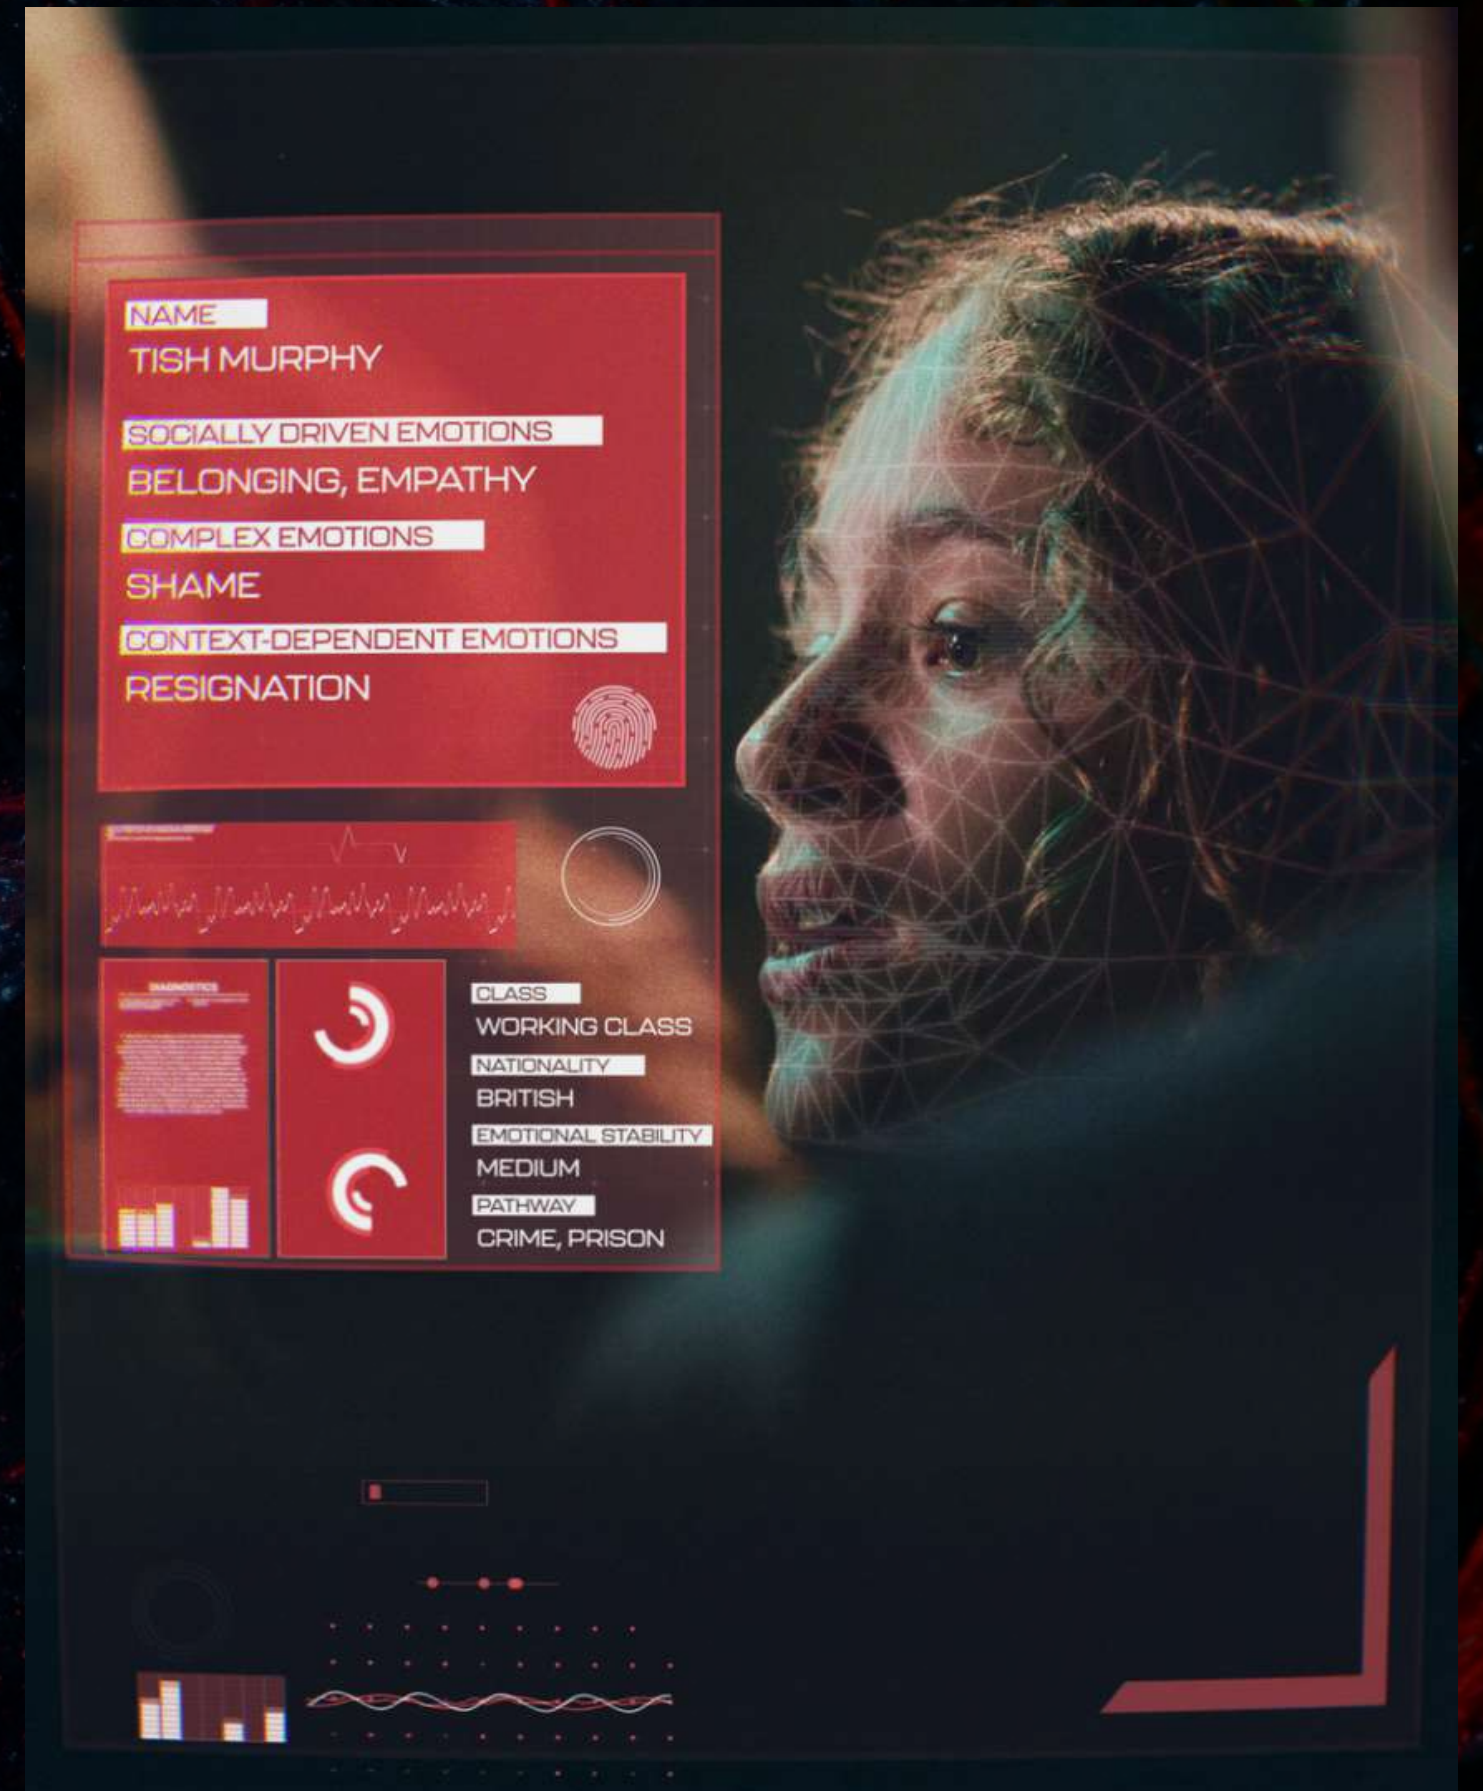 NAME
TISH MURPHY
SOCIALLY DRIVEN EMOTIONS
BELONGING, EMPATHY
COMPLEX EMOTIONS
SHAME
CONTEXT-DEPENDENT EMOTIONS
RESIGNATION
DIAGNOSTICS
CLASS
WORKING CLASS
NATIONALITY
BRITISH
EMOTIONAL STABILITY
MEDIUM
PATHWAY
CRIME, PRISON